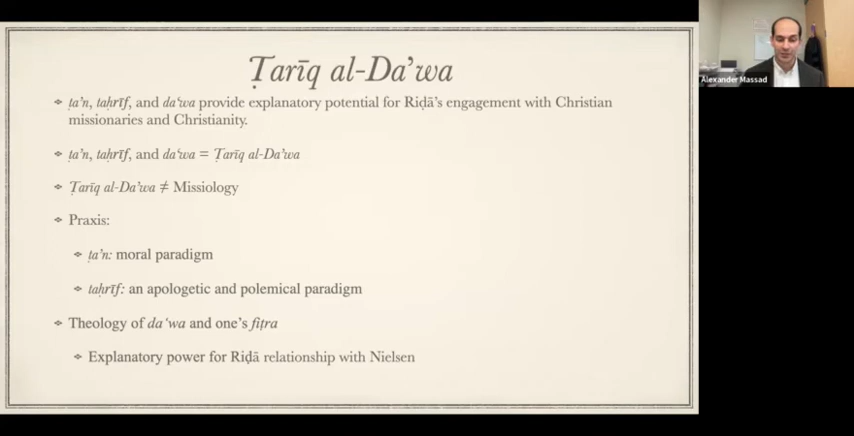 Ṭarīq al-Da'wa
❖ ṭa'n, taḥrīf, and da'wa provide explanatory potential for Riḍā's engagement with Christian
missionaries and Christianity.
❖ ṭa'n, taḥrīf, and da'wa = Ṭarīq al-Da'wa
❖ Ṭarīq al-Da'wa ≠ Missiology
❖ Praxis:
❖ ṭa'n: moral paradigm
❖ taḥrīf: an apologetic and polemical paradigm
❖ Theology of da'wa and one's fiṭra
❖ Explanatory power for Riḍā relationship with Nielsen
Alexander Massad